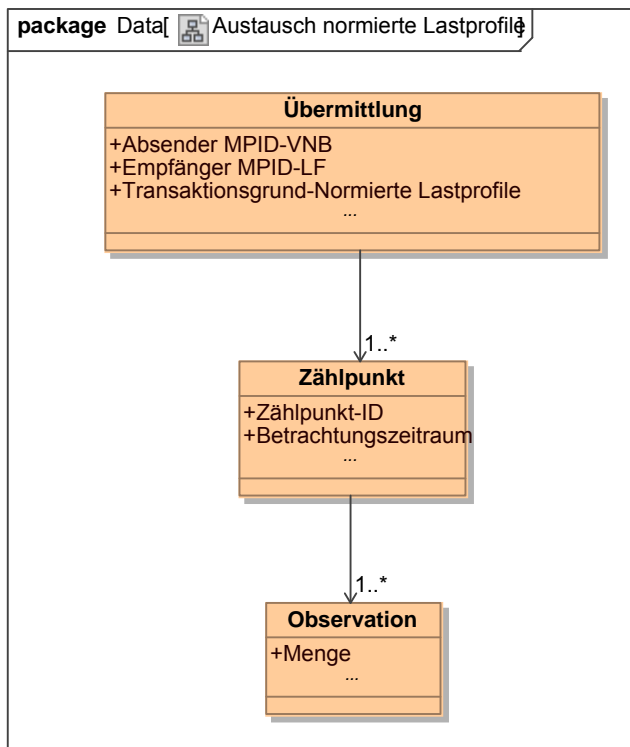 package Data[ Austausch normierte Lastprofile]
Übermittlung
+Absender MPID-VNB
+Empfänger MPID-LF
+Transaktionsgrund-Normierte Lastprofile
...
1..*
Zählpunkt
+Zählpunkt-ID
+Betrachtungszeitraum
...
1..*
Observation
+Menge
...